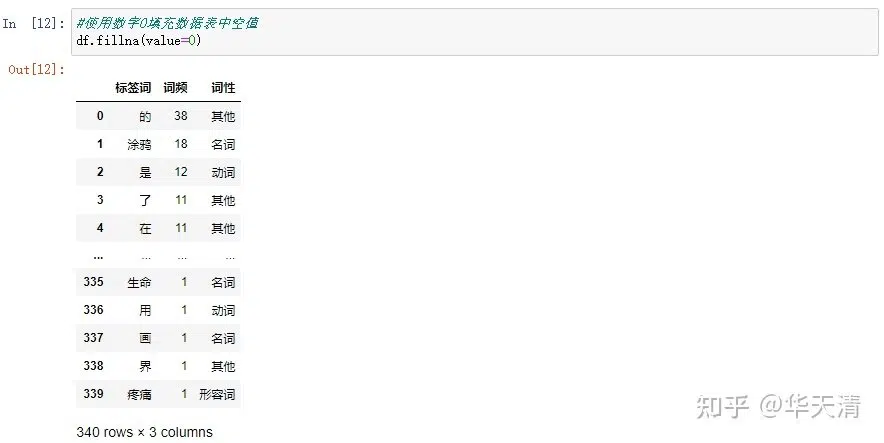 In [12]: #使用数字0填充数据表中空值
df.fillna(value=0)
Out[12]:
标签词 词频 词性
0 的 38 其他
1 涂鸦 18 名词
2 是 12 动词
3 了 11 其他
4 在 11 其他
... ... ... ...
335 生命 1 名词
336 用 1 动词
337 画 1 名词
338 界 1 其他
339 疼痛 1 形容词
340 rows × 3 columns
知乎 @华天清